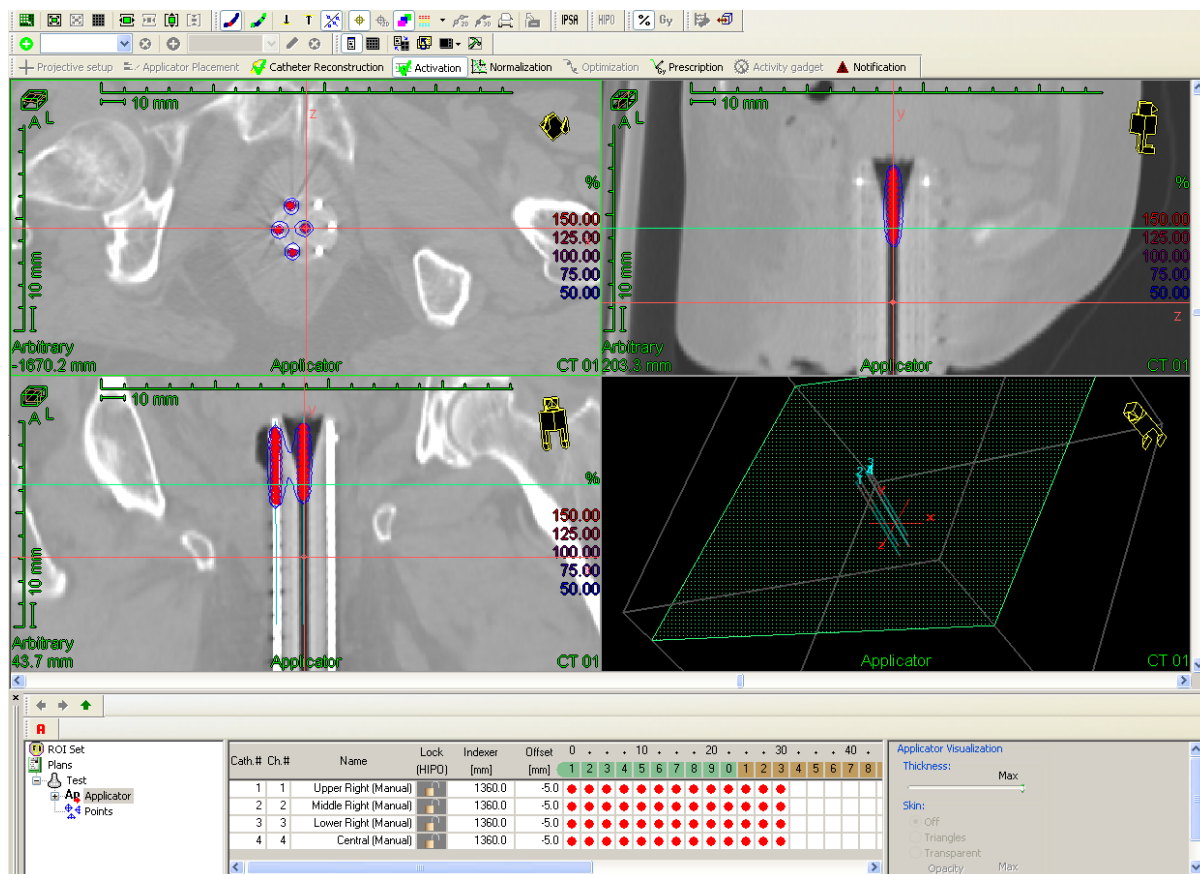 IPSA HIPO % Gy
Projective setup Applicator Placement Catheter Reconstruction Activation Normalization Optimization Prescription Activity gadget Notification
10 mm
A L
z
%
150.00
125.00
100.00
75.00
50.00
10 mm
Arbitrary
-1670.2 mm
Applicator
CT 01
10 mm
A L
y
%
150.00
125.00
100.00
75.00
50.00
10 mm
z
Arbitrary
203.3 mm
Applicator
CT 01
10 mm
A L
y
%
150.00
125.00
100.00
75.00
50.00
10 mm
Arbitrary
43.7 mm
Applicator
CT 01
3
2 4
1
y
x
z
Applicator
CT 01
A
ROI Set
Plans
Test
Ap Applicator
Points
Cath.# Ch.# Name Lock (HIPO) Indexer [mm] Offset [mm] 0 10 20 30 40
1 2 3 4 5 6 7 8 9 0 1 2 3 4 5 6 7 8
1 1 Upper Right (Manual) 1360.0 -5.0
2 2 Middle Right (Manual) 1360.0 -5.0
3 3 Lower Right (Manual) 1360.0 -5.0
4 4 Central (Manual) 1360.0 -5.0
Applicator Visualization
Thickness:
Max
Skin:
Off
Triangles
Transparent
Opacity Max